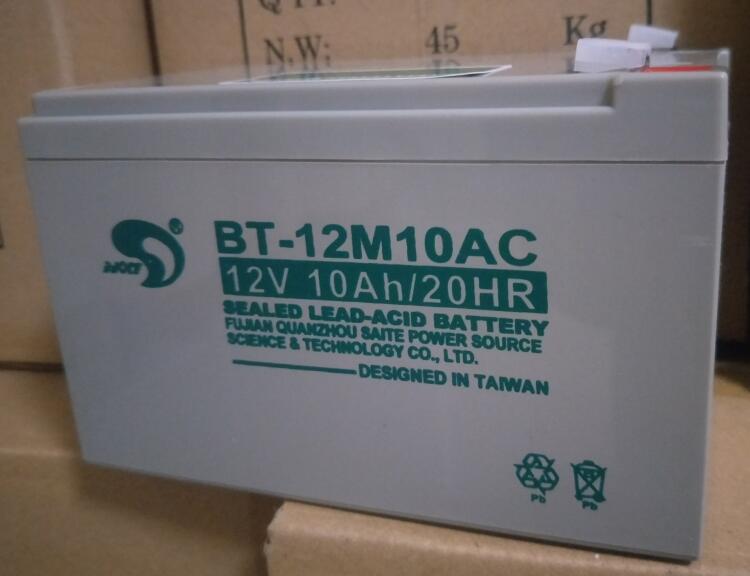 N.W: 45 Kg
BT-12M10AC
12V 10Ah/20HR
SEALED LEAD-ACID BATTERY
FUJIAN QUANZHOU SAITE POWER SOURCE
SCIENCE & TECHNOLOGY CO., LTD.
DESIGNED IN TAIWAN
Pb Pb